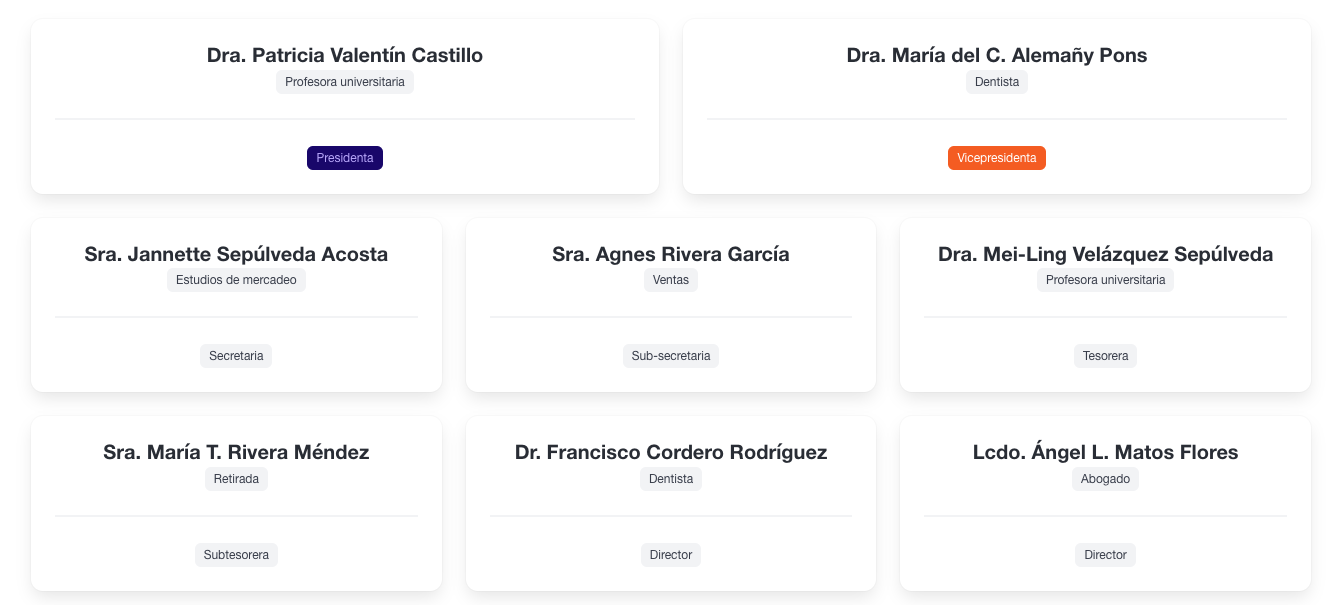 Dra. Patricia Valentín Castillo
Profesora universitaria
Presidenta
Dra. María del C. Alemañy Pons
Dentista
Vicepresidenta
Sra. Jannette Sepúlveda Acosta
Estudios de mercadeo
Secretaria
Sra. Agnes Rivera García
Ventas
Sub-secretaria
Dra. Mei-Ling Velázquez Sepúlveda
Profesora universitaria
Tesorera
Sra. María T. Rivera Méndez
Retirada
Subtesorera
Dr. Francisco Cordero Rodríguez
Dentista
Director
Lcdo. Ángel L. Matos Flores
Abogado
Director